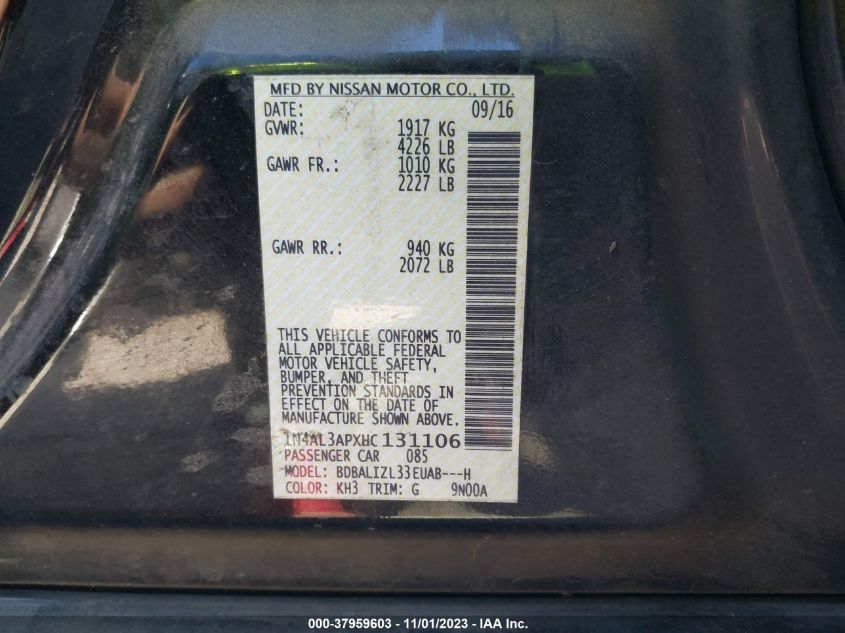 MFD BY NISSAN MOTOR CO., LTD.
DATE: 09/16
GVWR: 1917 KG
4226 LB
GAWR FR.: 1010 KG
2227 LB
GAWR RR.: 940 KG
2072 LB
THIS VEHICLE CONFORMS TO
ALL APPLICABLE FEDERAL
MOTOR VEHICLE SAFETY,
BUMPER, AND THEFT
PREVENTION STANDARDS IN
EFFECT ON THE DATE OF
MANUFACTURE SHOWN ABOVE.
1N4AL3APXHC 131106
PASSENGER CAR 085
MODEL: BDBALIZL33EUAB---H
COLOR: KH3 TRIM: G 9N00A
000-37959603 - 11/01/2023 - IAA Inc.